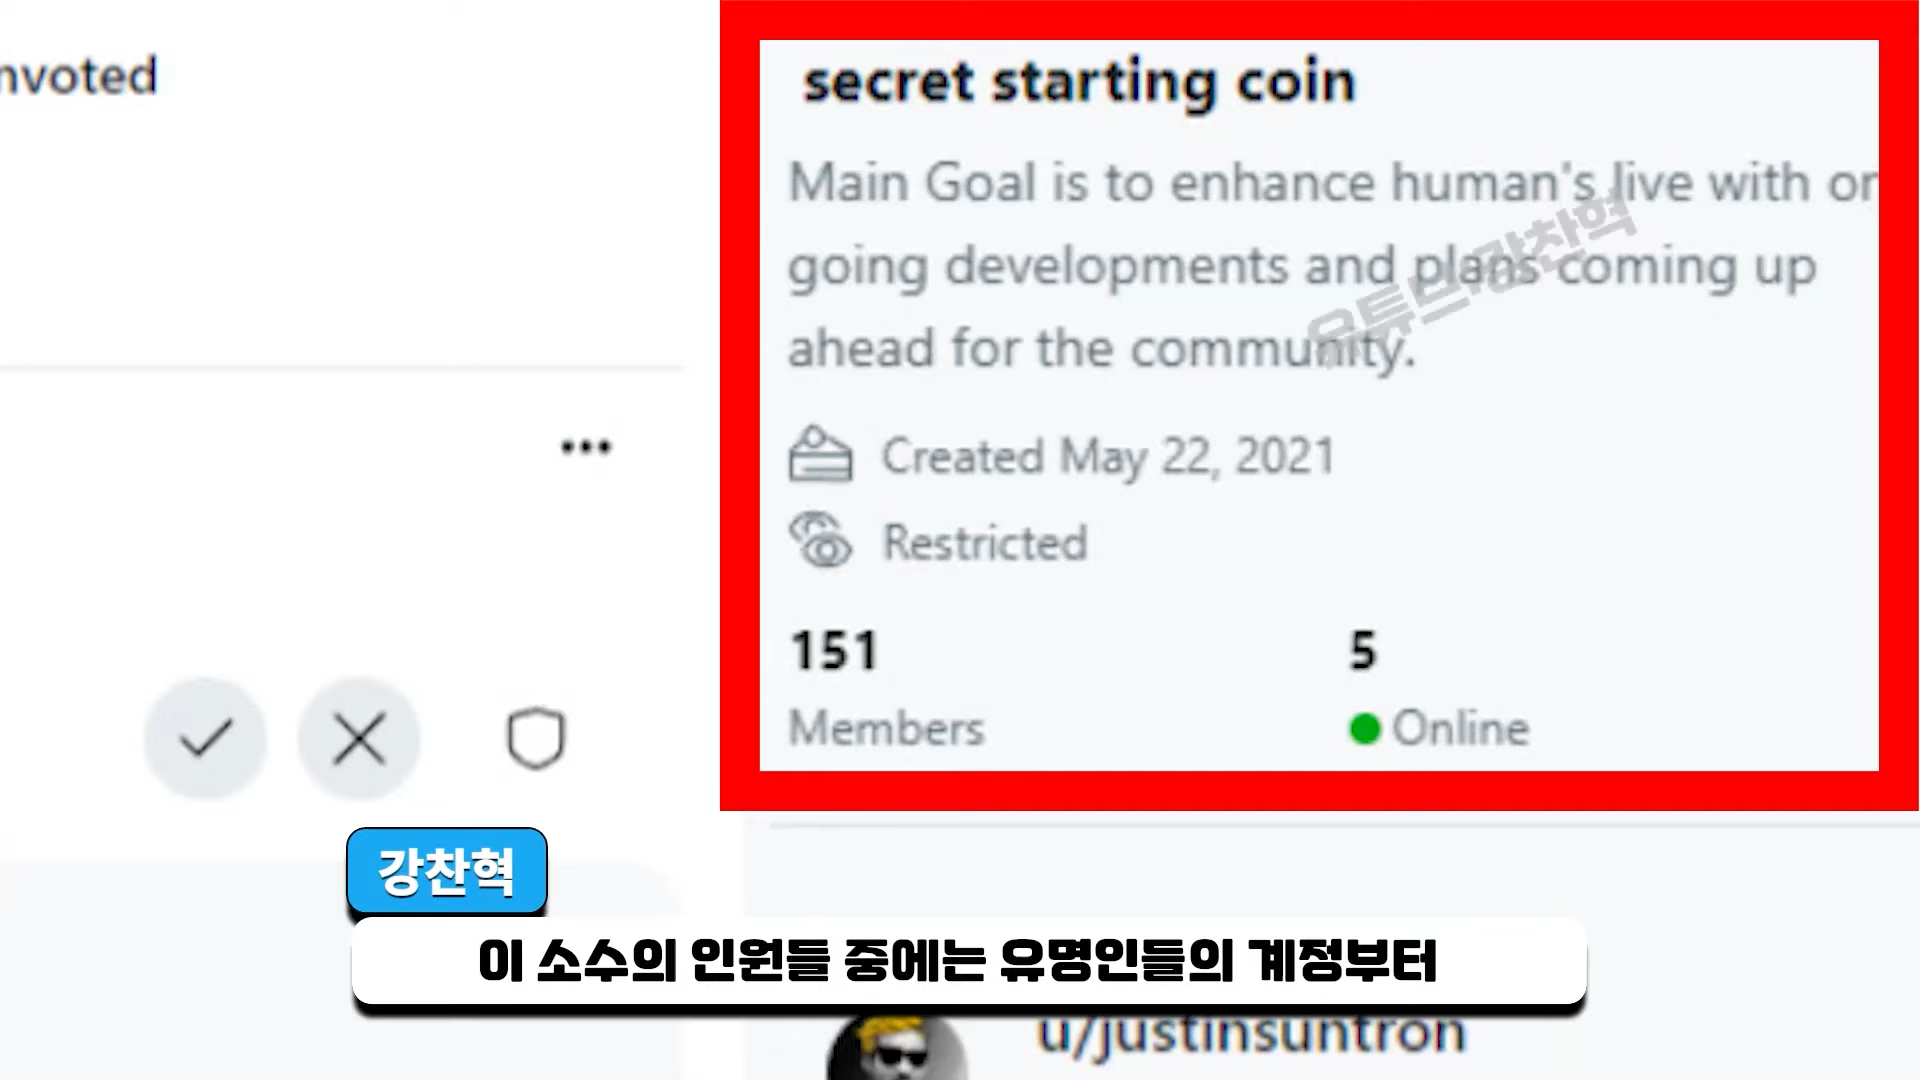 nvoted
secret starting coin
Main Goal is to enhance human's live with on
going developments and plans coming up
ahead for the community.
유튜브 강찬혁
Created May 22, 2021
Restricted
151
5
Members
Online
강찬혁
이 소수의 인원들 중에는 유명인들의 계정부터
u/justinsuntron